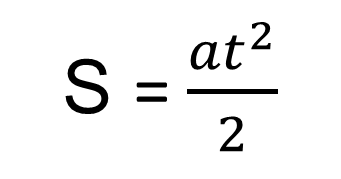 S = at²/2